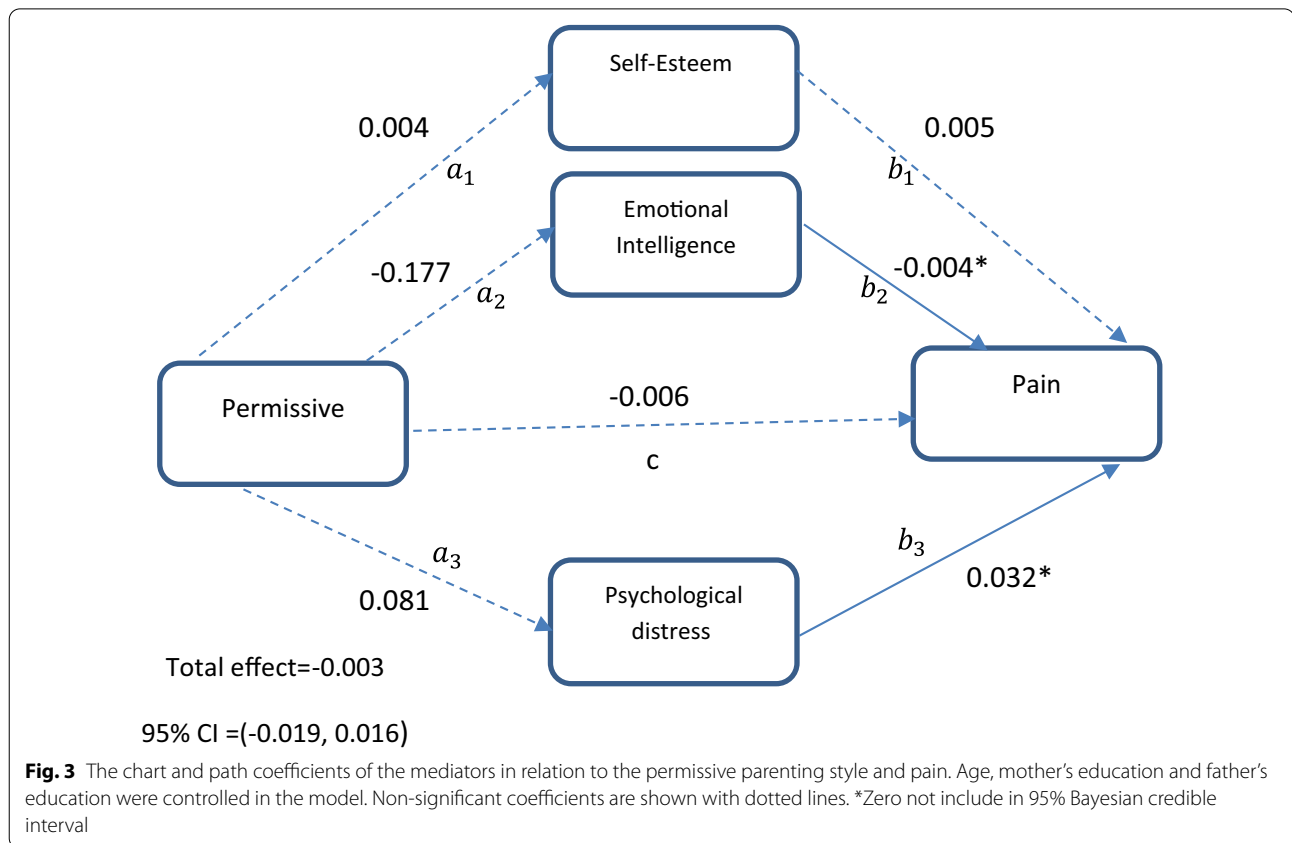 Self-Esteem
0.004
0.005
a₁
b₁
Emotional
Intelligence
-0.177
-0.004*
a₂
b₂
Permissive
-0.006
Pain
c
a₃
b₃
0.081
0.032*
Psychological
distress
Total effect=-0.003
95% CI =(-0.019, 0.016)
Fig. 3 The chart and path coefficients of the mediators in relation to the permissive parenting style and pain. Age, mother's education and father's
education were controlled in the model. Non-significant coefficients are shown with dotted lines. *Zero not include in 95% Bayesian credible
interval